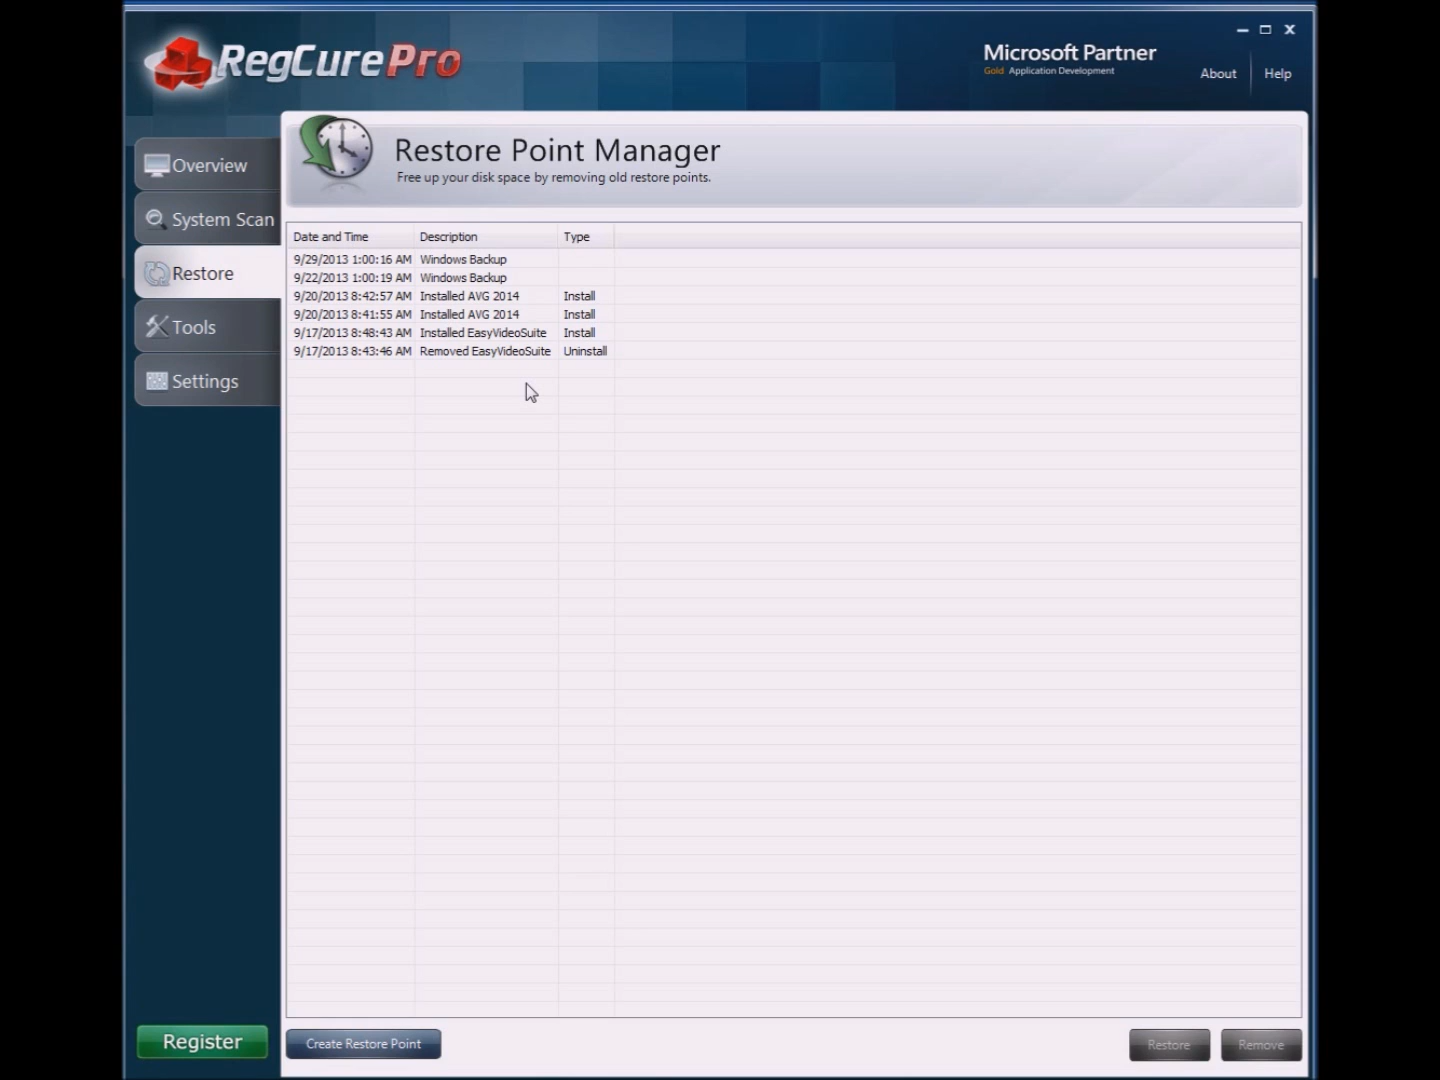 RegCurePro
Microsoft Partner
Gold Application Development
About
Help
Overview
System Scan
Restore
Tools
Settings
Restore Point Manager
Free up your disk space by removing old restore points.
Date and Time Description Type
9/29/2013 1:00:16 AM Windows Backup
9/22/2013 1:00:19 AM Windows Backup
9/20/2013 8:42:57 AM Installed AVG 2014 Install
9/20/2013 8:41:55 AM Installed AVG 2014 Install
9/17/2013 8:48:43 AM Installed EasyVideoSuite Install
9/17/2013 8:43:46 AM Removed EasyVideoSuite Uninstall
Register
Create Restore Point
Restore
Remove